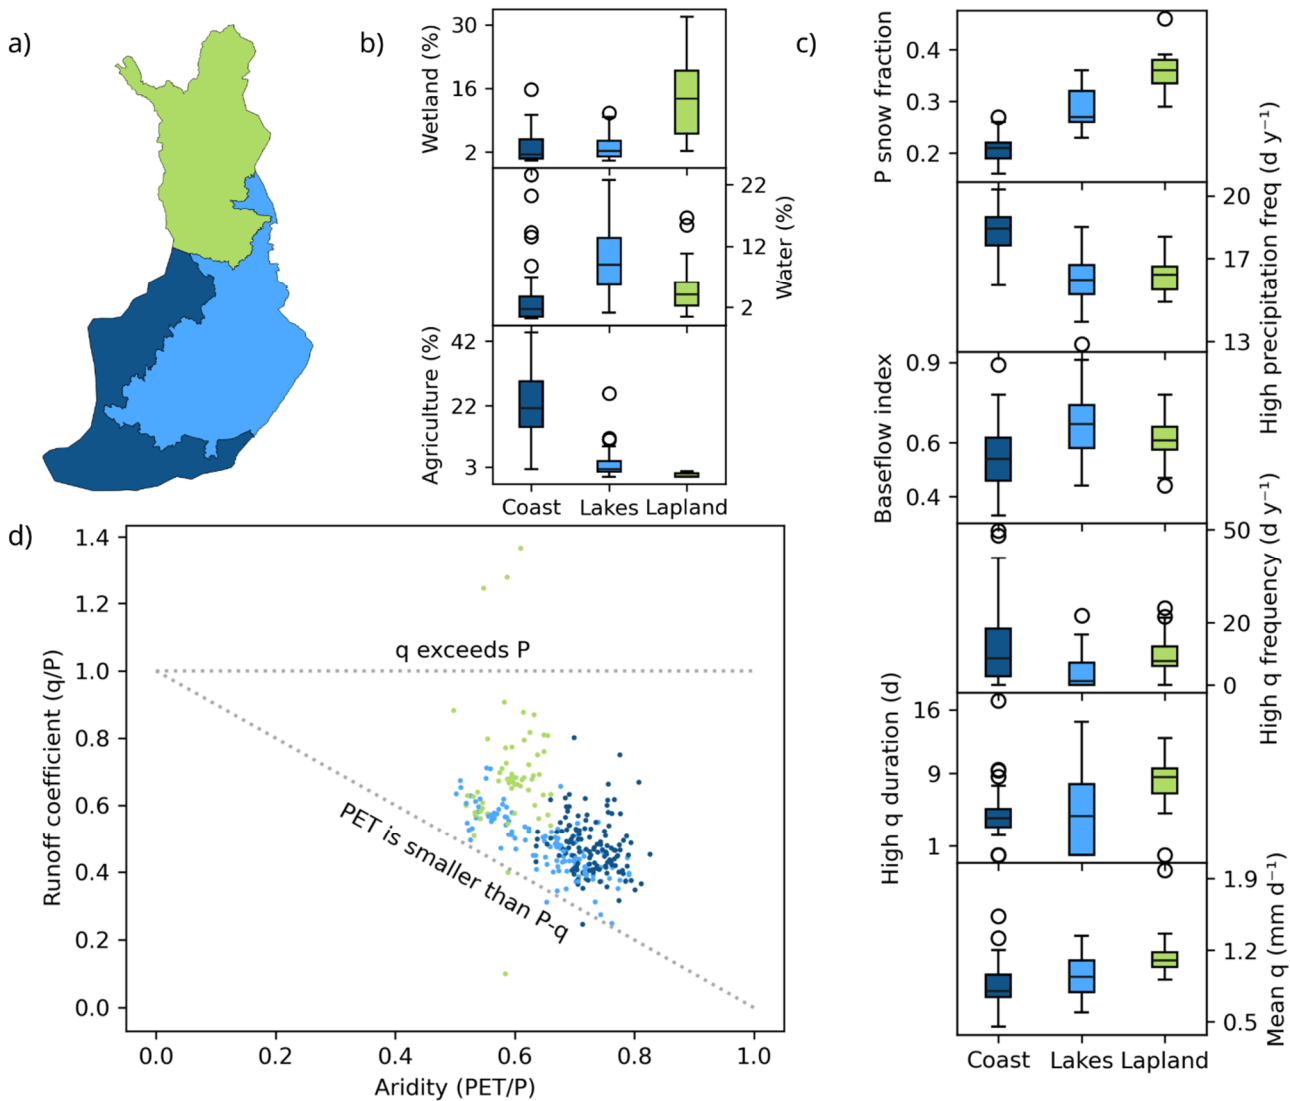 a)
b)
Wetland (%)
30
16
2
Water (%)
22
12
2
Agriculture (%)
42
22
3
Coast Lakes Lapland
c)
P snow fraction
0.4
0.3
0.2
High precipitation freq (d y⁻¹)
20
17
13
Baseflow index
0.9
0.6
0.4
High q frequency (d y⁻¹)
50
20
0
High q duration (d)
16
9
1
Mean q (mm d⁻¹)
1.9
1.2
0.5
Coast Lakes Lapland
d)
Runoff coefficient (q/P)
1.4
1.2
1.0
0.8
0.6
0.4
0.2
0.0
q exceeds P
PET is smaller than P-q
0.0 0.2 0.4 0.6 0.8 1.0
Aridity (PET/P)